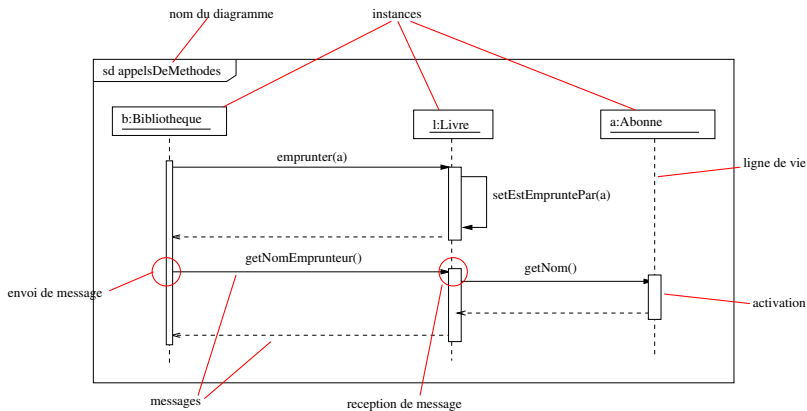 nom du diagramme
instances
sd appelsDeMethodes
b:Bibliotheque
l:Livre
a:Abonne
emprunter(a)
ligne de vie
setEstEmpruntePar(a)
getNomEmprunteur()
getNom()
envoi de message
activation
messages
reception de message